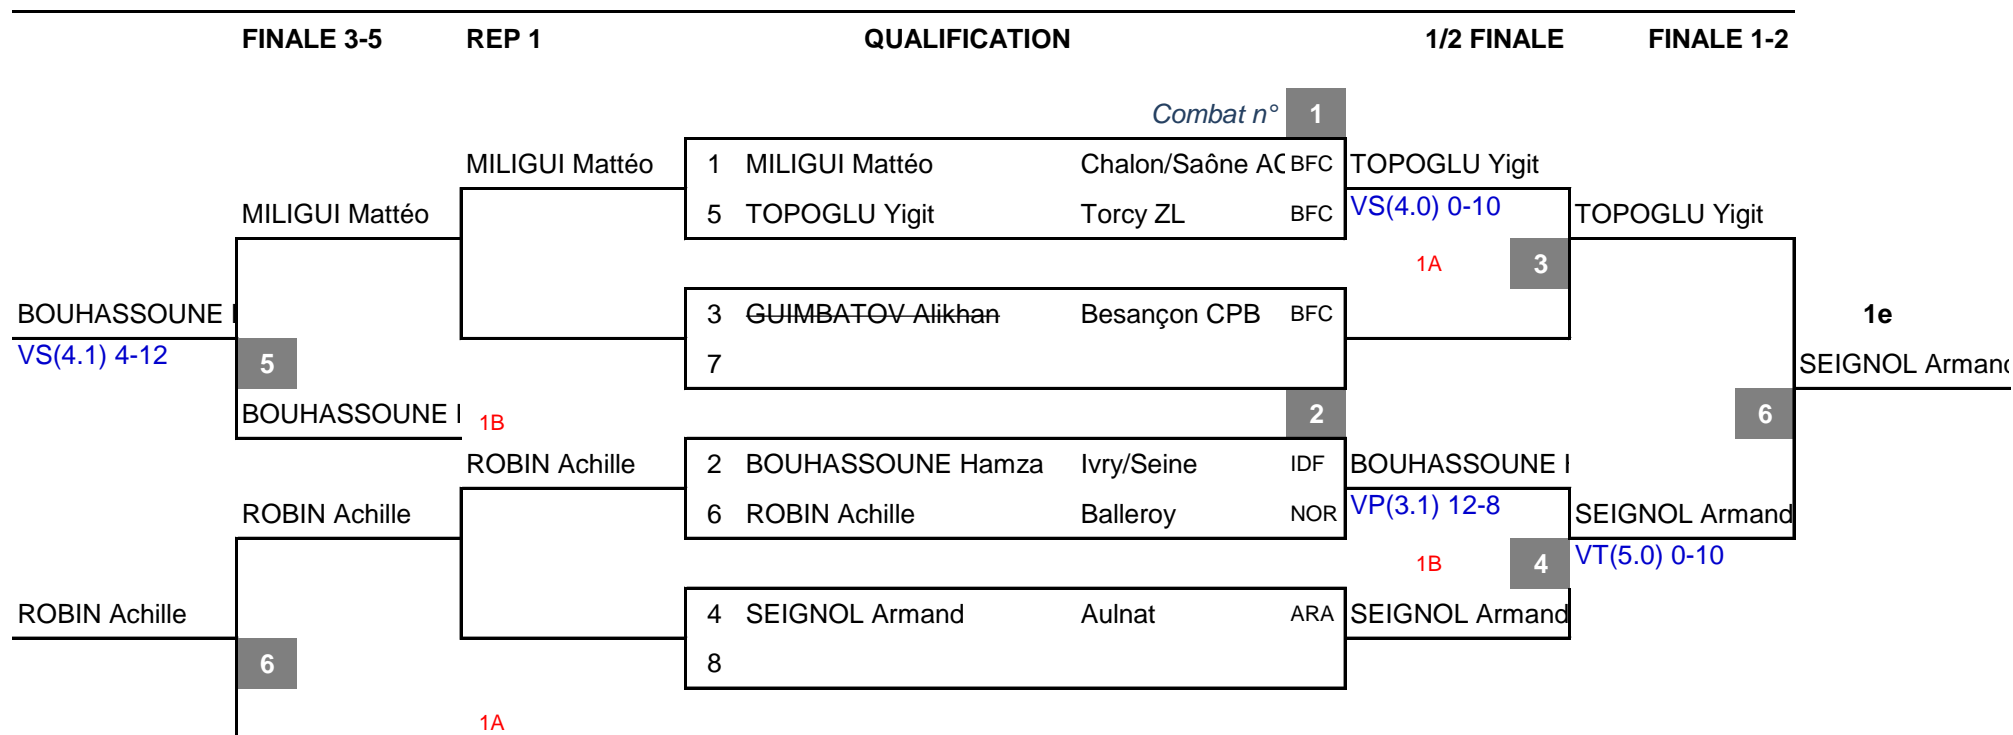 FINALE 3-5 REP 1 QUALIFICATION 1/2 FINALE FINALE 1-2
Combat n° 1
MILIGUI Mattéo 1 MILIGUI Mattéo Chalon/Saône AC BFC TOPOGLU Yigit
MILIGUI Mattéo 5 TOPOGLU Yigit Torcy ZL BFC VS(4.0) 0-10 TOPOGLU Yigit
1A 3
BOUHASSOUNE 3 GUIMBATOV Alikhan Besançon CPB BFC 1e
VS(4.1) 4-12 5 7 SEIGNOL Armand
BOUHASSOUNE 1B 2 6
ROBIN Achille 2 BOUHASSOUNE Hamza Ivry/Seine IDF BOUHASSOUNE
ROBIN Achille 6 ROBIN Achille Balleroy NOR VP(3.1) 12-8 SEIGNOL Armand
1B 4 VT(5.0) 0-10
ROBIN Achille 4 SEIGNOL Armand Aulnat ARA SEIGNOL Armand
6 8
1A